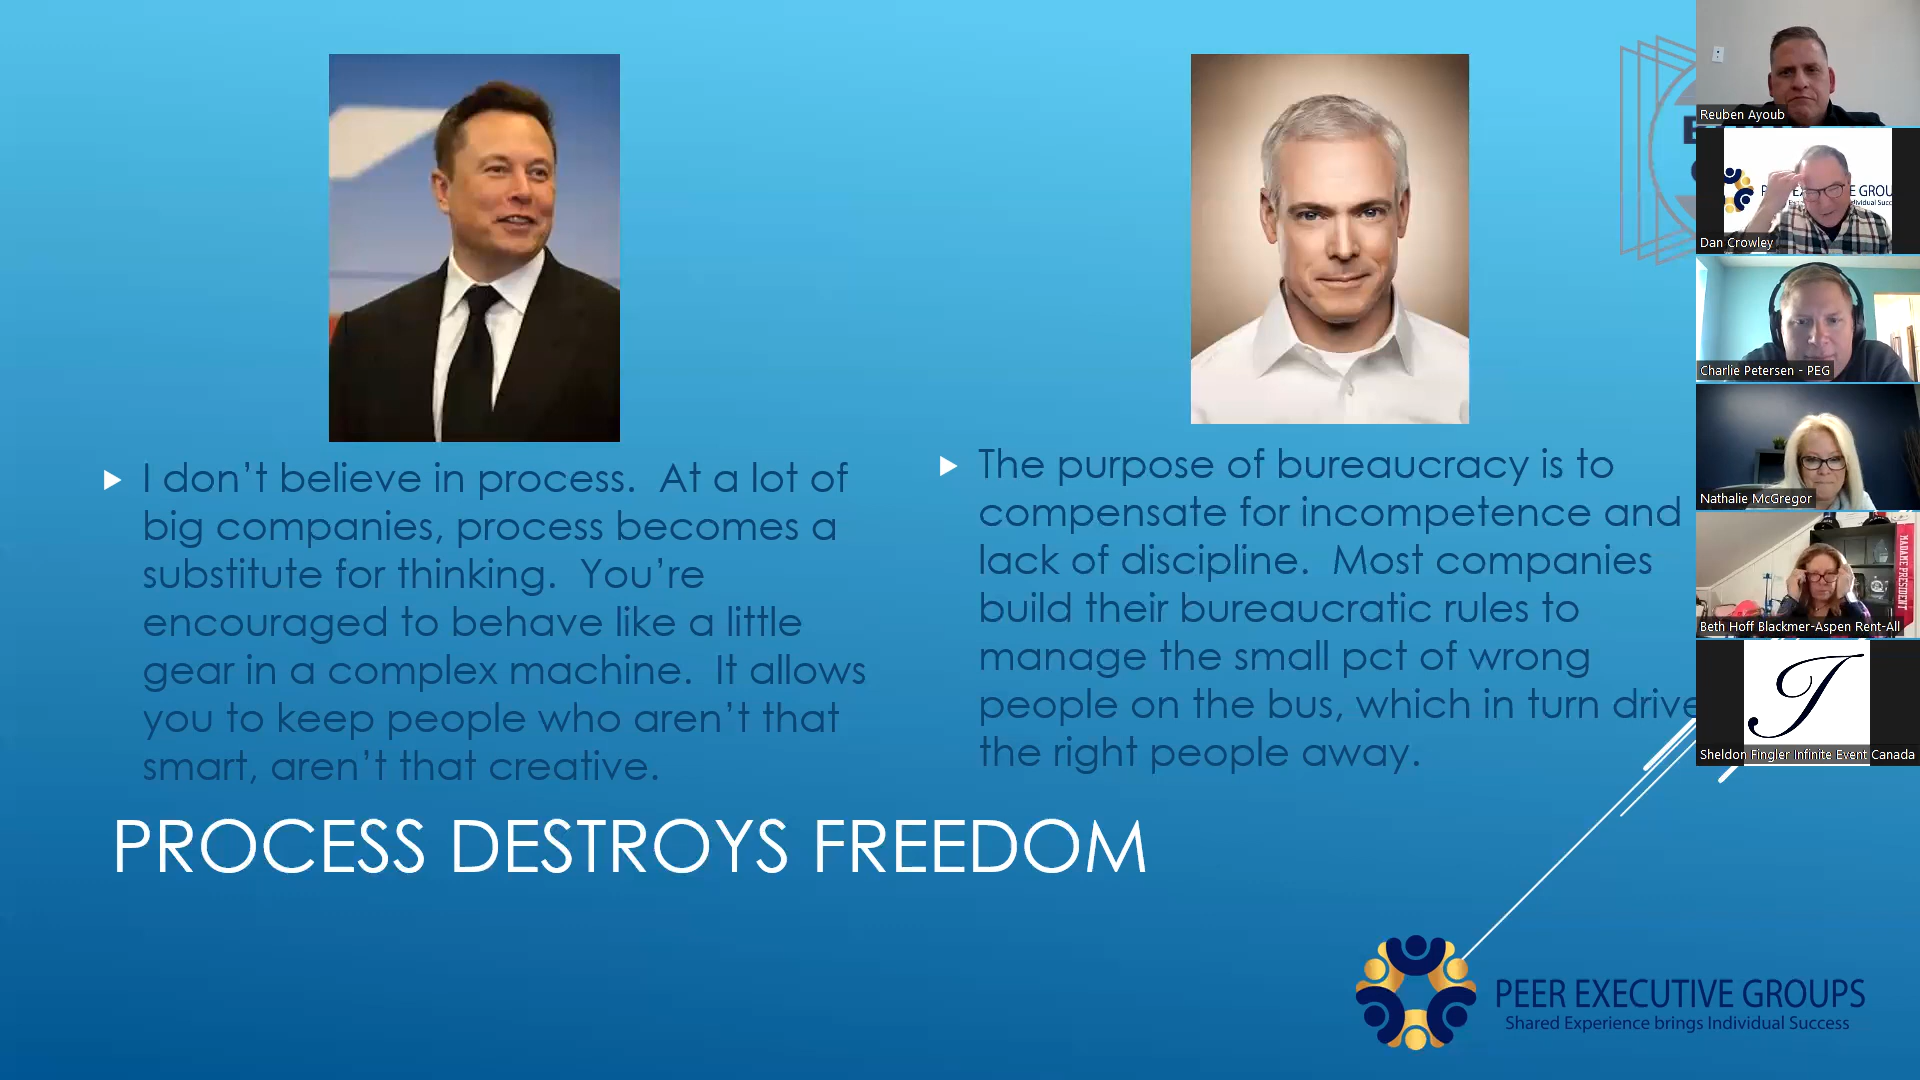 I don’t believe in process.  At a lot of
big companies, process becomes a
substitute for thinking.  You’re
encouraged to behave like a little
gear in a complex machine.  It allows
you to keep people who aren’t that
smart, aren’t that creative.
The purpose of bureaucracy is to
compensate for incompetence and
lack of discipline.  Most companies
build their bureaucratic rules to
manage the small pct of wrong
people on the bus, which in turn drive
the right people away.
PROCESS DESTROYS FREEDOM
PEER EXECUTIVE GROUPS
Shared Experience brings Individual Success
Reuben Ayoub
Dan Crowley
Charlie Petersen - PEG
Nathalie McGregor
MADAME PRESIDENT
Beth Hoff Blackmer-Aspen Rent-All
Sheldon Fingler Infinite Event Canada